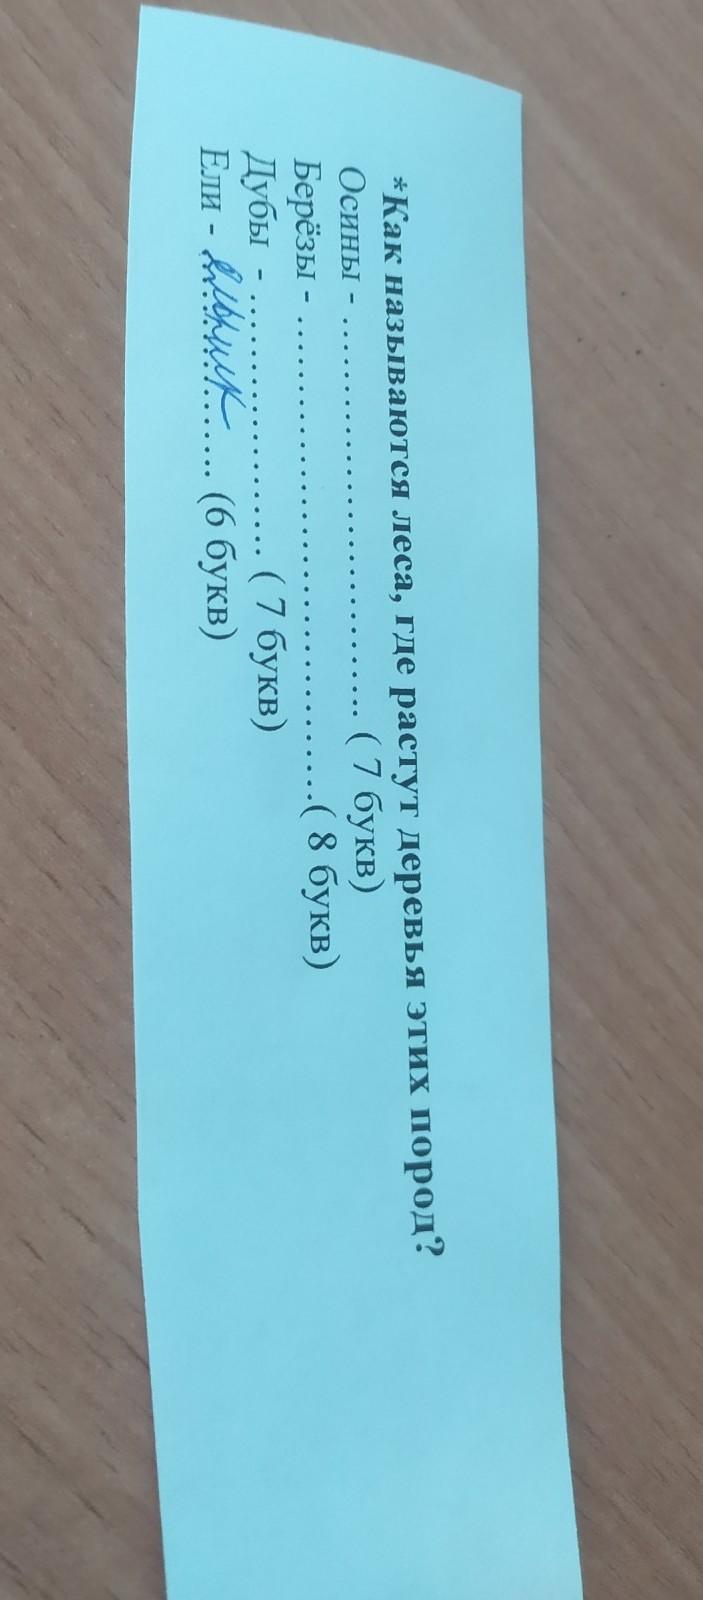 *Как называются леса, где растут деревья этих пород?
Осины - ................................ ( 7 букв)
Берёзы - ........................................( 8 букв)
Дубы - ...................... ( 7 букв)
Ели - ельник.... (6 букв)